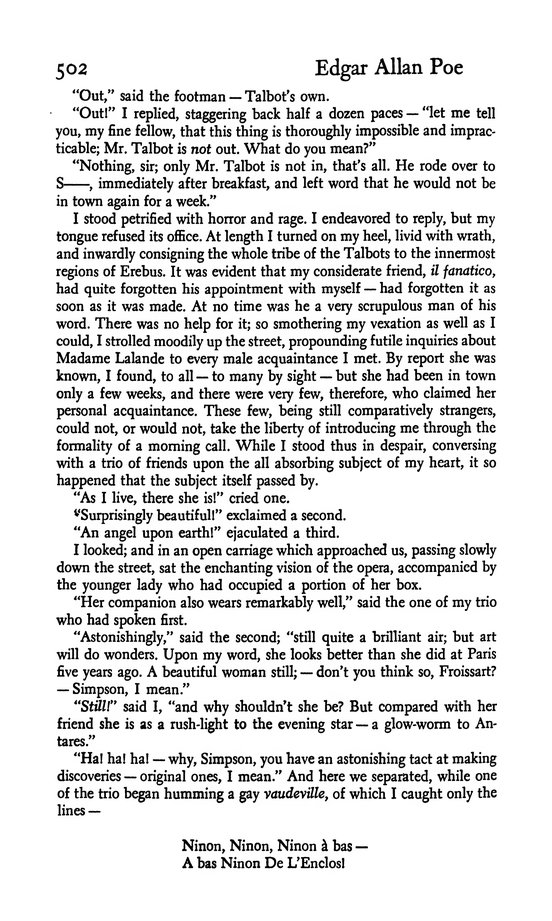 502 Edgar Allan Poe
"Out," said the footman — Talbot's own.
"Out!" I replied, staggering back half a dozen paces — "let me tell
you, my fine fellow, that this thing is thoroughly impossible and imprac-
ticable; Mr. Talbot is not out. What do you mean?"
"Nothing, sir; only Mr. Talbot is not in, that's all. He rode over to
S——, immediately after breakfast, and left word that he would not be
in town again for a week."
I stood petrified with horror and rage. I endeavored to reply, but my
tongue refused its office. At length I turned on my heel, livid with wrath,
and inwardly consigning the whole tribe of the Talbots to the innermost
regions of Erebus. It was evident that my considerate friend, il fanatico,
had quite forgotten his appointment with myself — had forgotten it as
soon as it was made. At no time was he a very scrupulous man of his
word. There was no help for it; so smothering my vexation as well as I
could, I strolled moodily up the street, propounding futile inquiries about
Madame Lalande to every male acquaintance I met. By report she was
known, I found, to all — to many by sight — but she had been in town
only a few weeks, and there were very few, therefore, who claimed her
personal acquaintance. These few, being still comparatively strangers,
could not, or would not, take the liberty of introducing me through the
formality of a morning call. While I stood thus in despair, conversing
with a trio of friends upon the all absorbing subject of my heart, it so
happened that the subject itself passed by.
"As I live, there she is!" cried one.
"Surprisingly beautiful!" exclaimed a second.
"An angel upon earth!" ejaculated a third.
I looked; and in an open carriage which approached us, passing slowly
down the street, sat the enchanting vision of the opera, accompanied by
the younger lady who had occupied a portion of her box.
"Her companion also wears remarkably well," said the one of my trio
who had spoken first.
"Astonishingly," said the second; "still quite a brilliant air; but art
will do wonders. Upon my word, she looks better than she did at Paris
five years ago. A beautiful woman still; — don't you think so, Froissart?
— Simpson, I mean."
"Still!" said I, "and why shouldn't she be? But compared with her
friend she is as a rush-light to the evening star — a glow-worm to An-
tares."
"Ha! ha! ha! — why, Simpson, you have an astonishing tact at making
discoveries — original ones, I mean." And here we separated, while one
of the trio began humming a gay vaudeville, of which I caught only the
lines —
Ninon, Ninon, Ninon à bas —
A bas Ninon De L'Enclos!